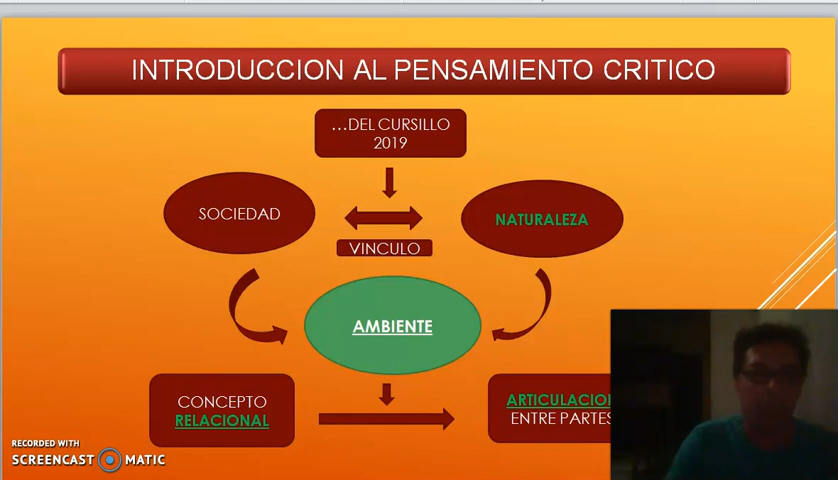 INTRODUCCION AL PENSAMIENTO CRITICO
...DEL CURSILLO
2019
SOCIEDAD
NATURALEZA
VINCULO
AMBIENTE
CONCEPTO
RELACIONAL
ENTRE PARTES
RECORDED WITH
SCREENCAST MATIC